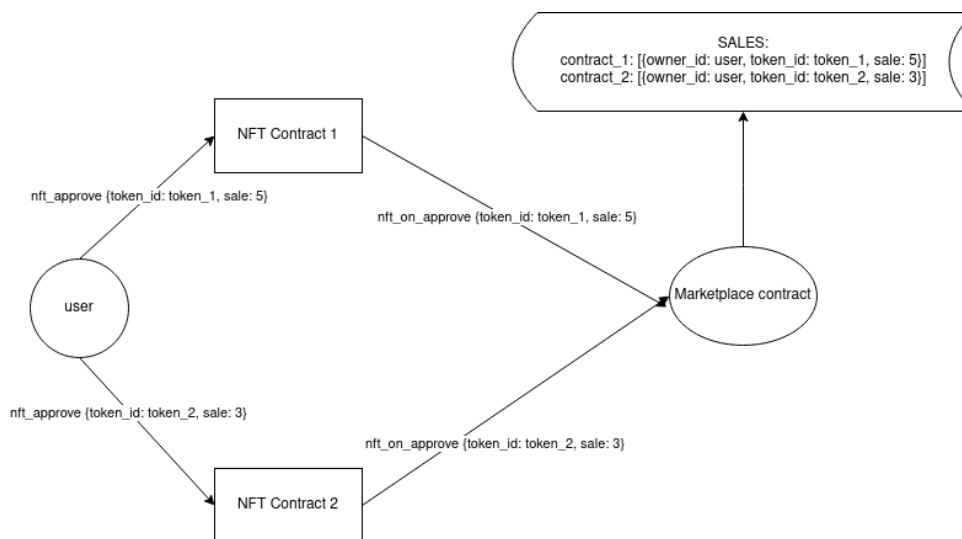 SALES:
contract_1: [{owner_id: user, token_id: token_1, sale: 5}]
contract_2: [{owner_id: user, token_id: token_2, sale: 3}]
NFT Contract 1
nft_approve {token_id: token_1, sale: 5}
nft_on_approve {token_id: token_1, sale: 5}
user
Marketplace contract
nft_approve {token_id: token_2, sale: 3}
nft_on_approve {token_id: token_2, sale: 3}
NFT Contract 2